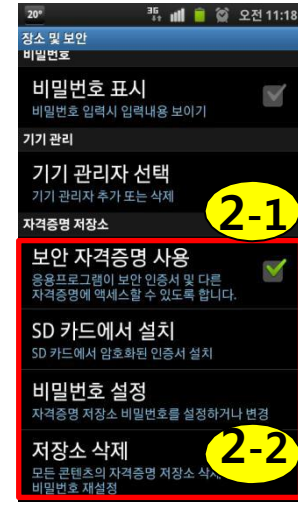 20° 3G 오전 11:18
장소 및 보안
비밀번호
비밀번호 표시
비밀번호 입력시 입력내용 보이기
기기 관리
기기 관리자 선택
기기 관리자 추가 또는 삭제
2-1
자격증명 저장소
보안 자격증명 사용
응용프로그램이 보안 인증서 및 다른
자격증명에 액세스할 수 있도록 합니다.
SD 카드에서 설치
SD 카드에서 암호화된 인증서 설치
비밀번호 설정
자격증명 저장소 비밀번호를 설정하거나 변경
저장소 삭제
2-2
모든 콘텐츠의 자격증명 저장소
비밀번호 재설정